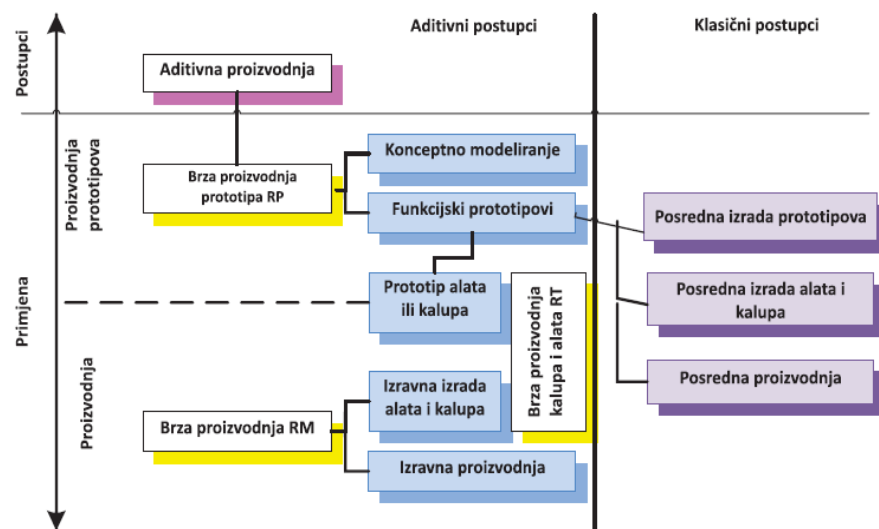 Aditivni postupci
Klasični postupci
Postupci
Aditivna proizvodnja
Primjena
Proizvodnja
prototipova
Brza proizvodnja
prototipa RP
Konceptno modeliranje
Funkcijski prototipovi
Posredna izrada prototipova
Prototip alata
ili kalupa
Brza proizvodnja
kalupa i alata RT
Posredna izrada alata i
kalupa
Proizvodnja
Brza proizvodnja RM
Izravna izrada
alata i kalupa
Posredna proizvodnja
Izravna proizvodnja